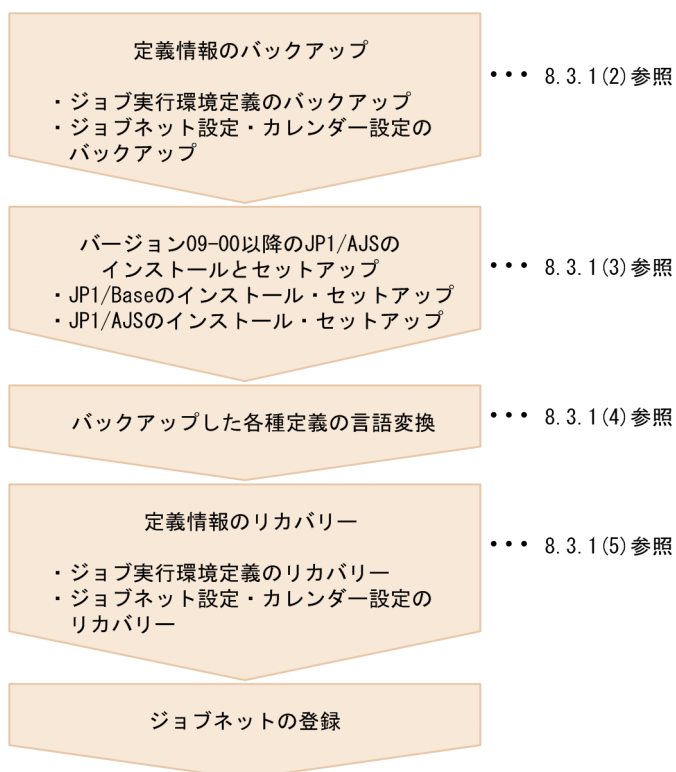 定義情報のバックアップ
・・・ 8.3.1(2)参照
・ジョブ実行環境定義のバックアップ
・ジョブネット設定・カレンダー設定の
バックアップ
バージョン09-00以降のJP1/AJSの
インストールとセットアップ
・・・ 8.3.1(3)参照
・JP1/Baseのインストール・セットアップ
・JP1/AJSのインストール・セットアップ
バックアップした各種定義の言語変換
・・・ 8.3.1(4)参照
定義情報のリカバリー
・・・ 8.3.1(5)参照
・ジョブ実行環境定義のリカバリー
・ジョブネット設定・カレンダー設定の
リカバリー
ジョブネットの登録